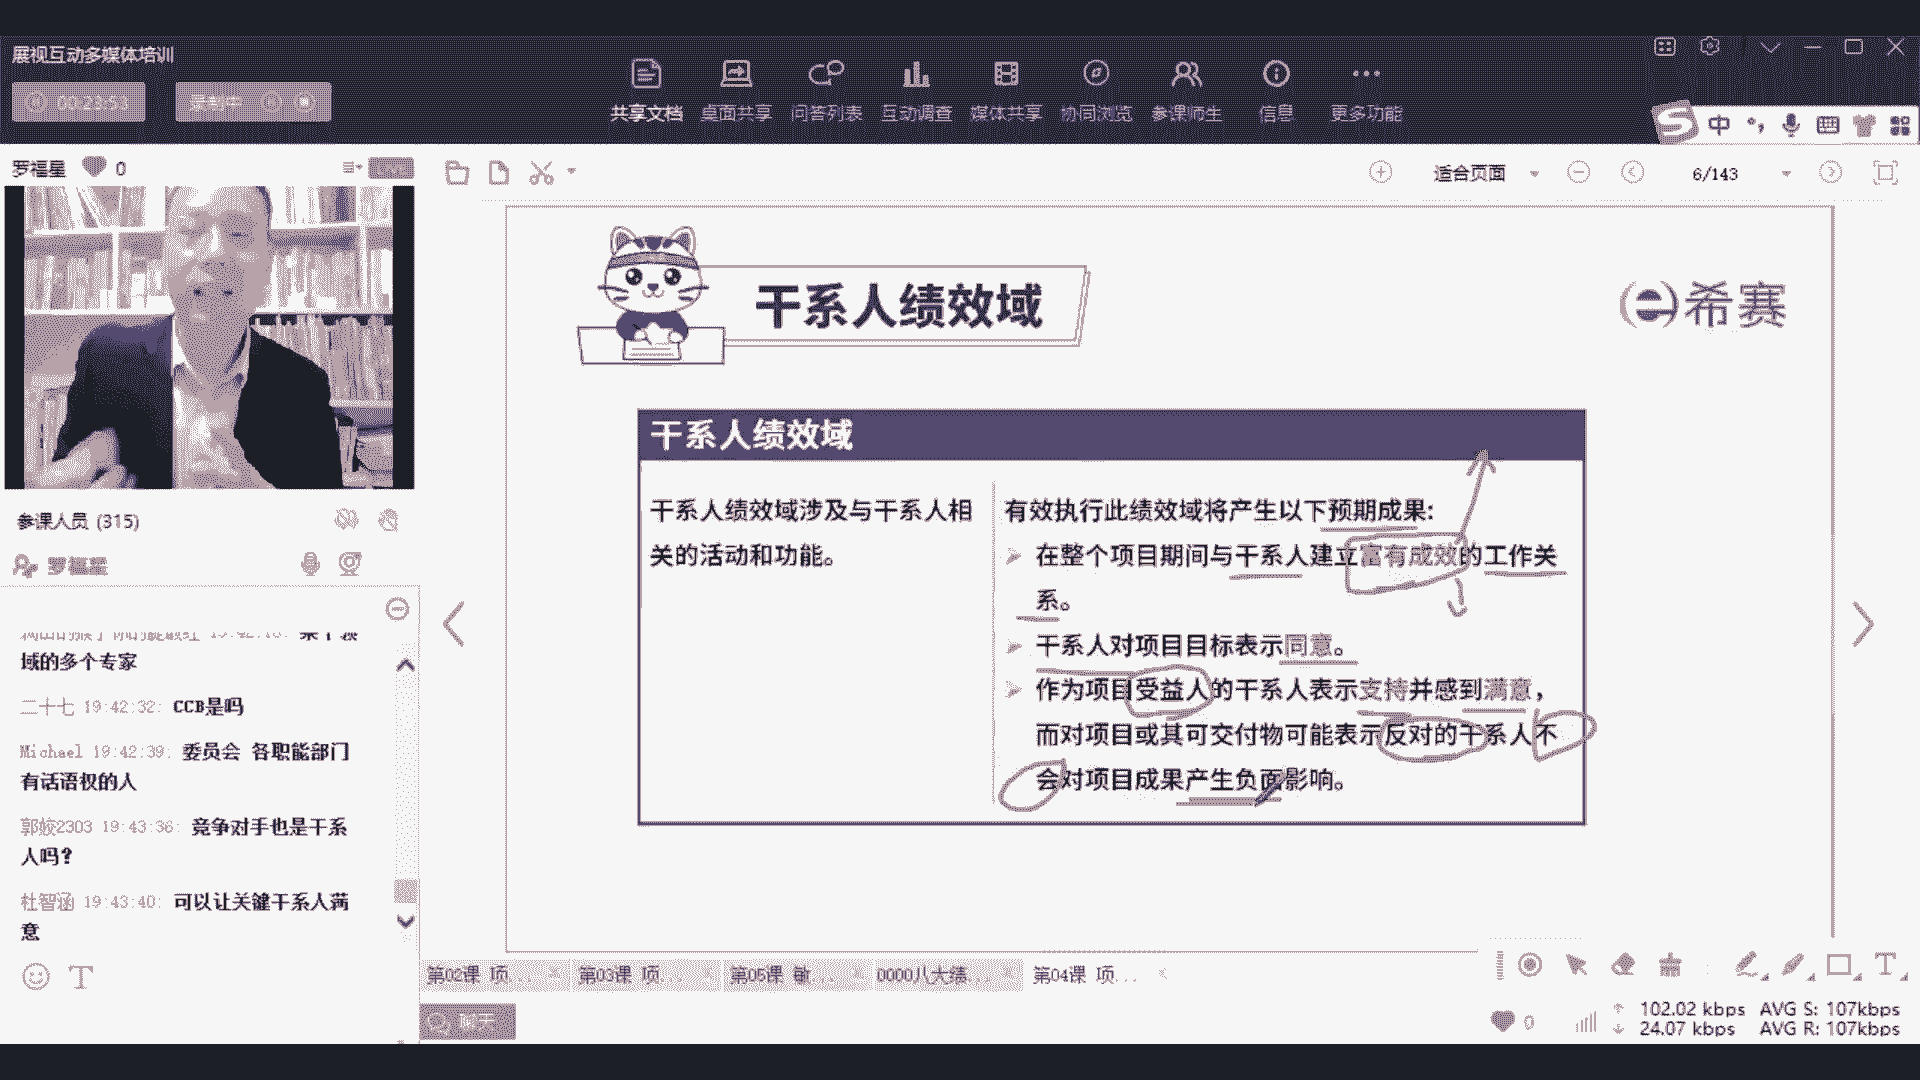 展视互动多媒体培训
00:23:53
录制中
共享文档 桌面共享 问答列表 互动调查 媒体共享 协同浏览 参课师生 信息 更多功能
中
罗福星 0
适合页面
6/143
干系人绩效域
希赛
干系人绩效域
干系人绩效域涉及与干系人相
关的活动和功能。
有效执行此绩效域将产生以下预期成果:
在整个项目期间与干系人建立富有成效的工作关
系。
干系人对项目目标表示同意。
作为项目受益人的干系人表示支持并感到满意，
而对项目或其可交付物可能表示反对的干系人不
会对项目成果产生负面影响。
参课人员 (315)
罗福星
域的多个专家
二十七 19:42:32: CCB是吗
Michael 19:42:39: 委员会 各职能部门
有话语权的人
郭姣2303 19:43:36: 竞争对手也是干系
人吗?
杜智涵 19:43:40: 可以让关键干系人满
意
第02课 项... 第03课 项... 第05课 敏... 0000八大绩... 第04课 项...
聊天
0
102.02 kbps AVG S: 107kbps
24.07 kbps AVG R: 107kbps